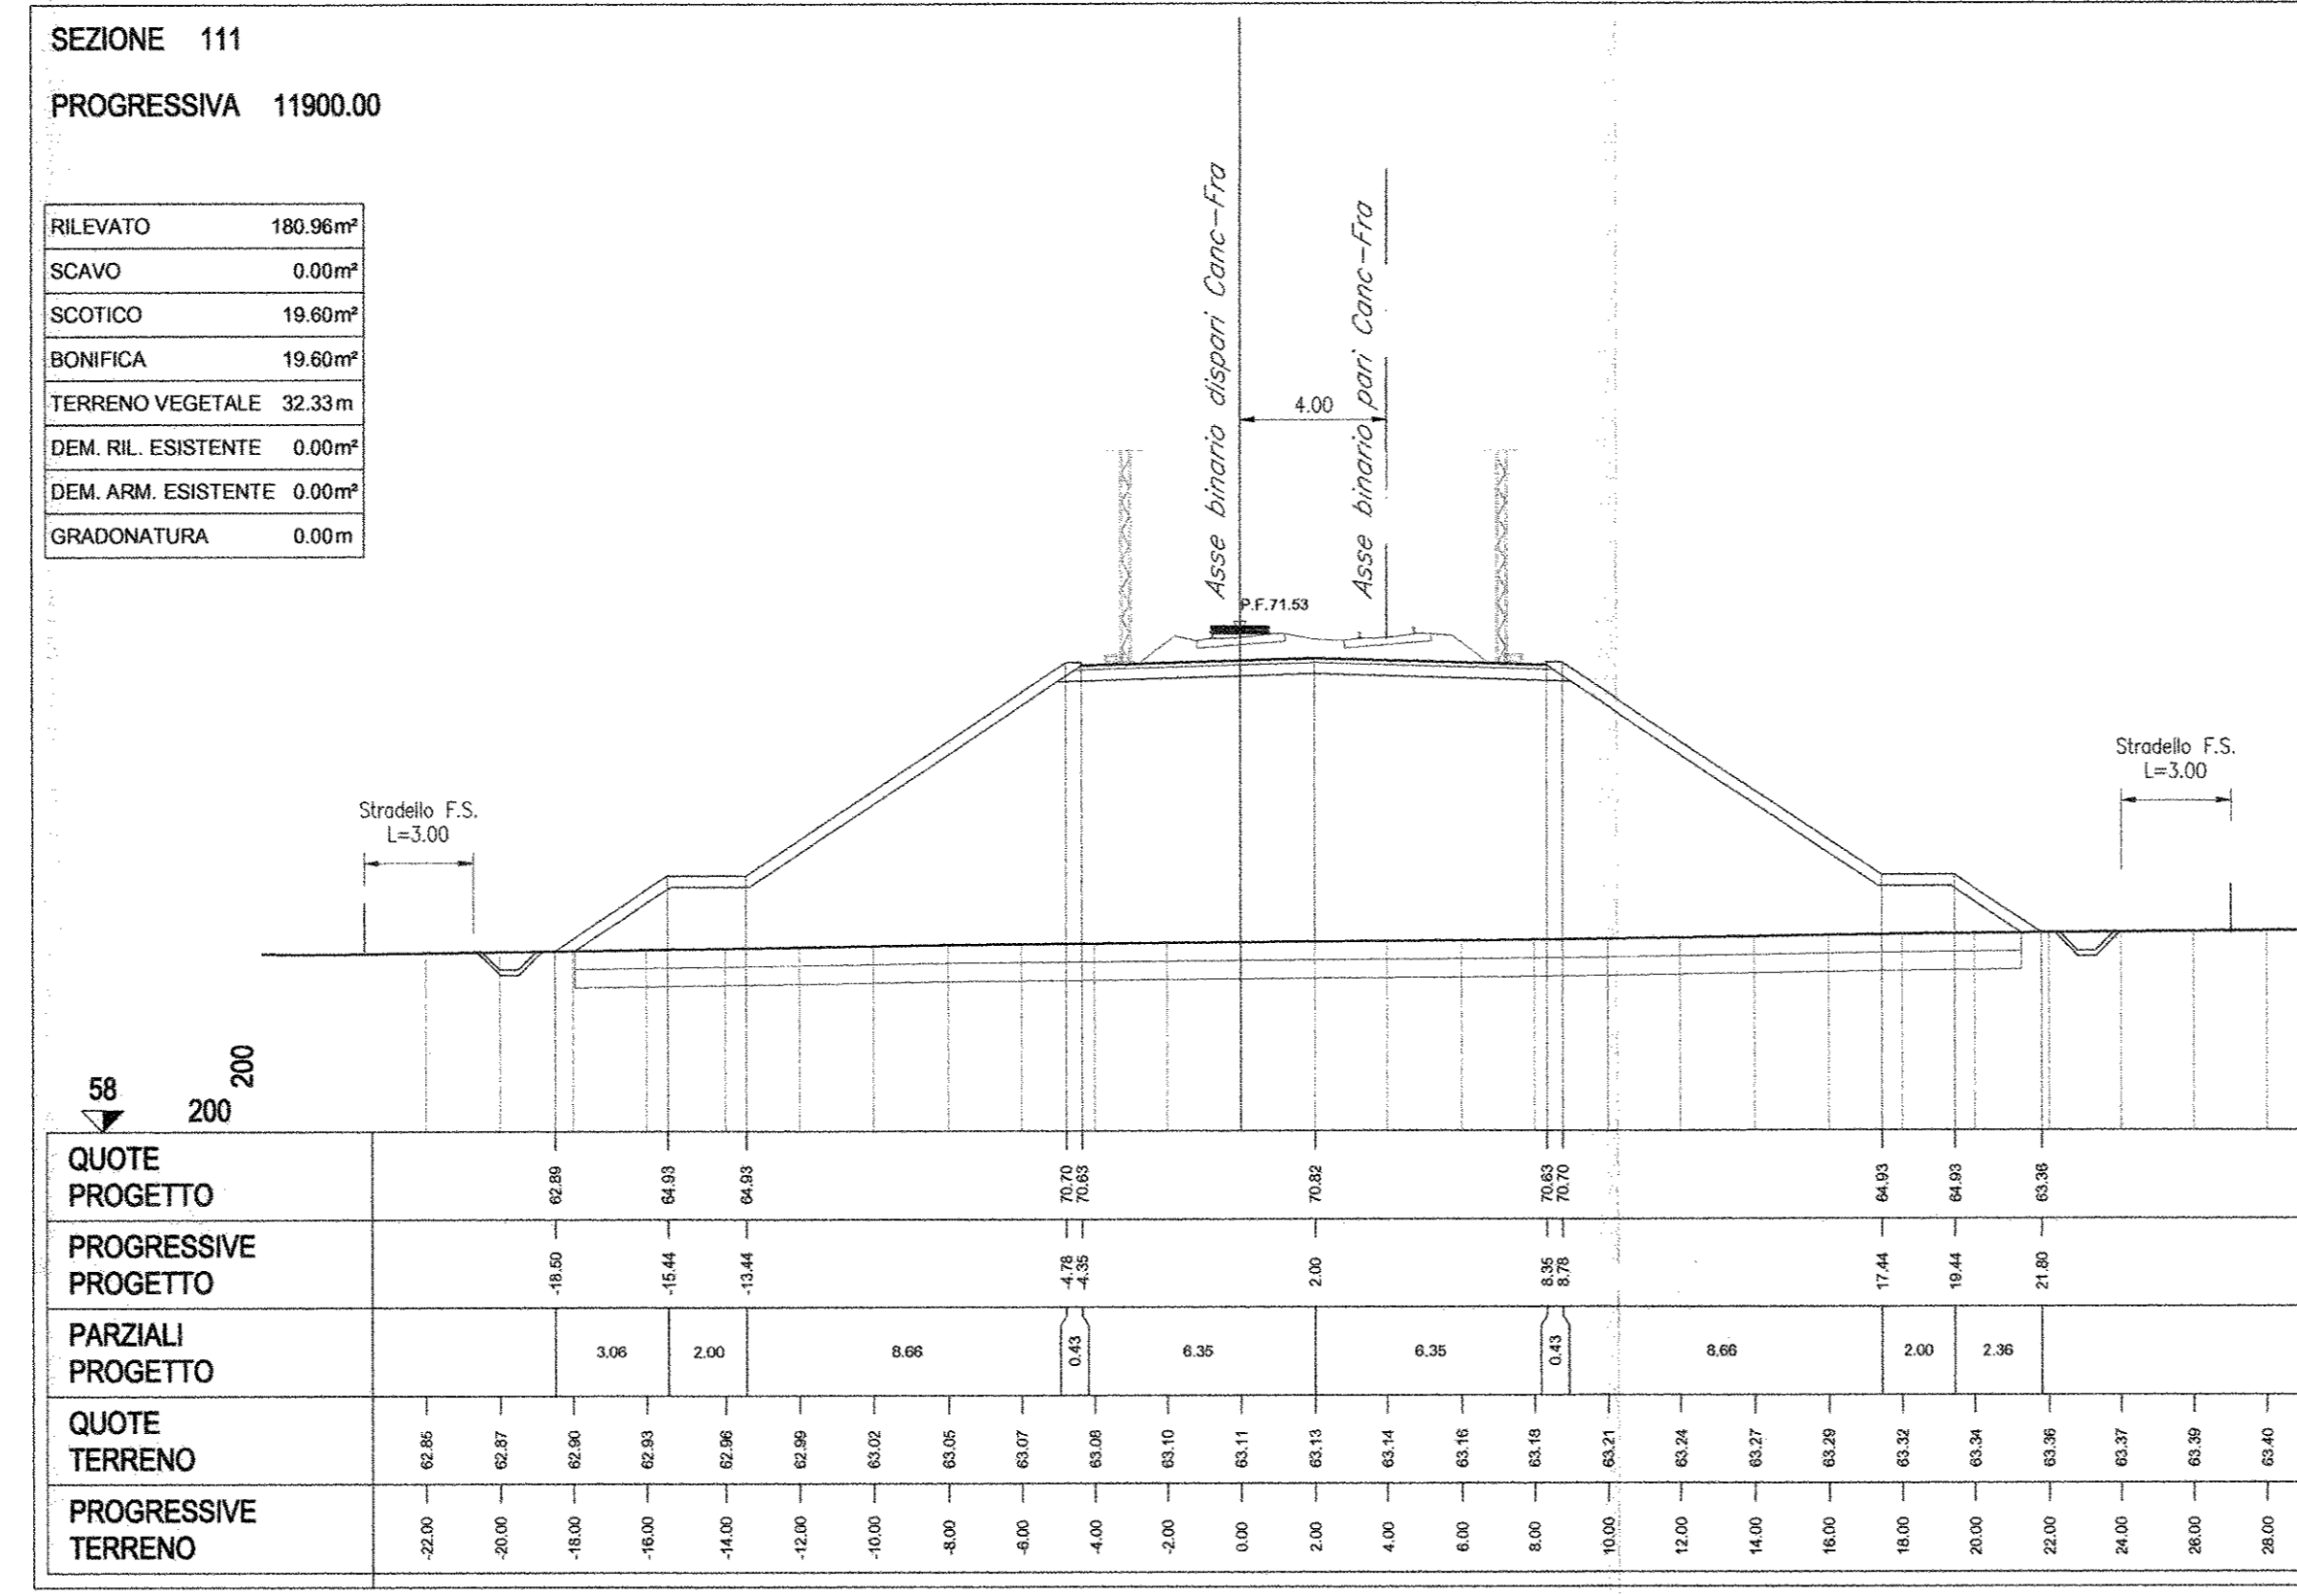 SEZIONE 111
PROGRESSIVA 11900.00
RILEVATO 180.96m²
SCAVO 0.00m²
SCOTICO 19.60m²
BONIFICA 19.60m²
TERRENO VEGETALE 32.33m
DEM. RIL. ESISTENTE 0.00m²
DEM. ARM. ESISTENTE 0.00m²
GRADONATURA 0.00m
Asse binario dispari Canc-Fra
Asse binario pari Canc-Fra
4.00
P.F.71.53
Stradello F.S.
L=3.00
Stradello F.S.
L=3.00
58
200
200
QUOTE
PROGETTO
62.89 64.93 64.93 70.70 70.63 70.82 70.63 70.70 64.93 64.93 63.36
PROGRESSIVE
PROGETTO
-18.50 -15.44 -13.44 -4.78 -4.35 2.00 8.35 8.78 17.44 19.44 21.80
PARZIALI
PROGETTO
3.06 2.00 8.66 0.43 6.35 6.35 0.43 8.66 2.00 2.36
QUOTE
TERRENO
62.85 62.87 62.90 62.93 62.96 62.99 63.02 63.05 63.07 63.08 63.10 63.11 63.13 63.14 63.16 63.18 63.21 63.24 63.27 63.29 63.32 63.34 63.36 63.37 63.39 63.40
PROGRESSIVE
TERRENO
-22.00 -20.00 -18.00 -16.00 -14.00 -12.00 -10.00 -8.00 -6.00 -4.00 -2.00 0.00 2.00 4.00 6.00 8.00 10.00 12.00 14.00 16.00 18.00 20.00 22.00 24.00 26.00 28.00